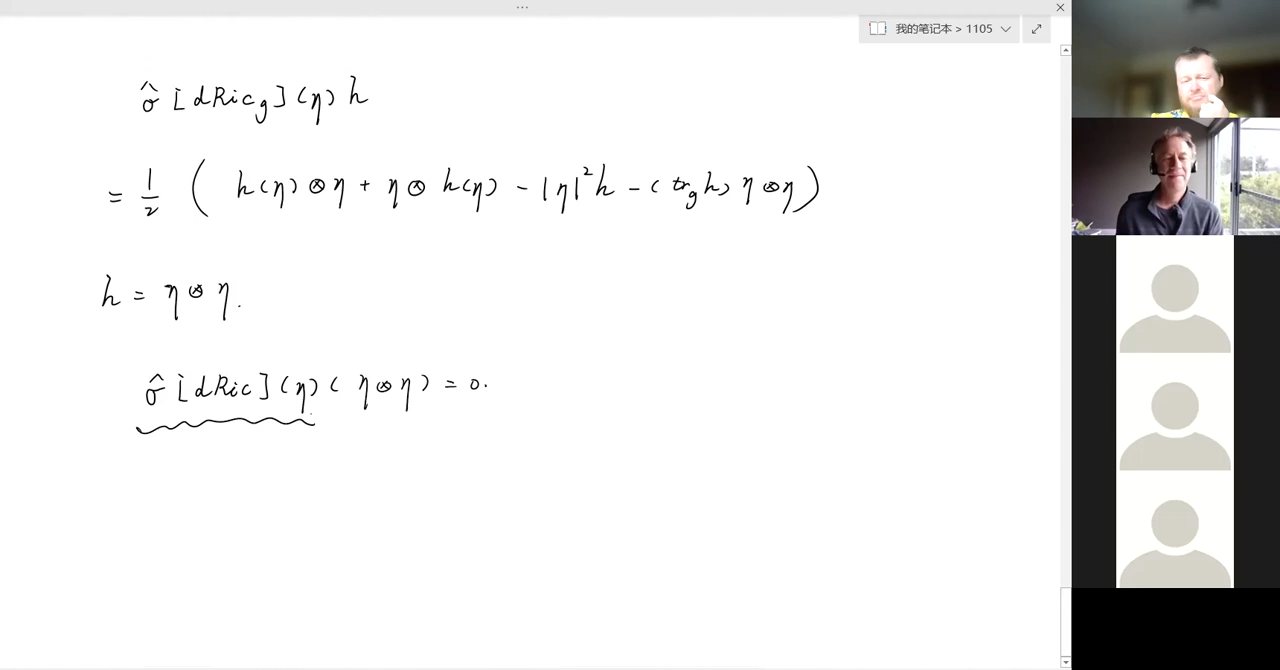 我的笔记本 > 1105
σ̂ [dRic_g](η) h
= 1/2 ( h(η) ⊗ η + η ⊗ h(η) - |η|² h - (tr_g h) η ⊗ η )
h = η ⊗ η.
σ̂ [dRic](η)( η ⊗ η ) = 0.